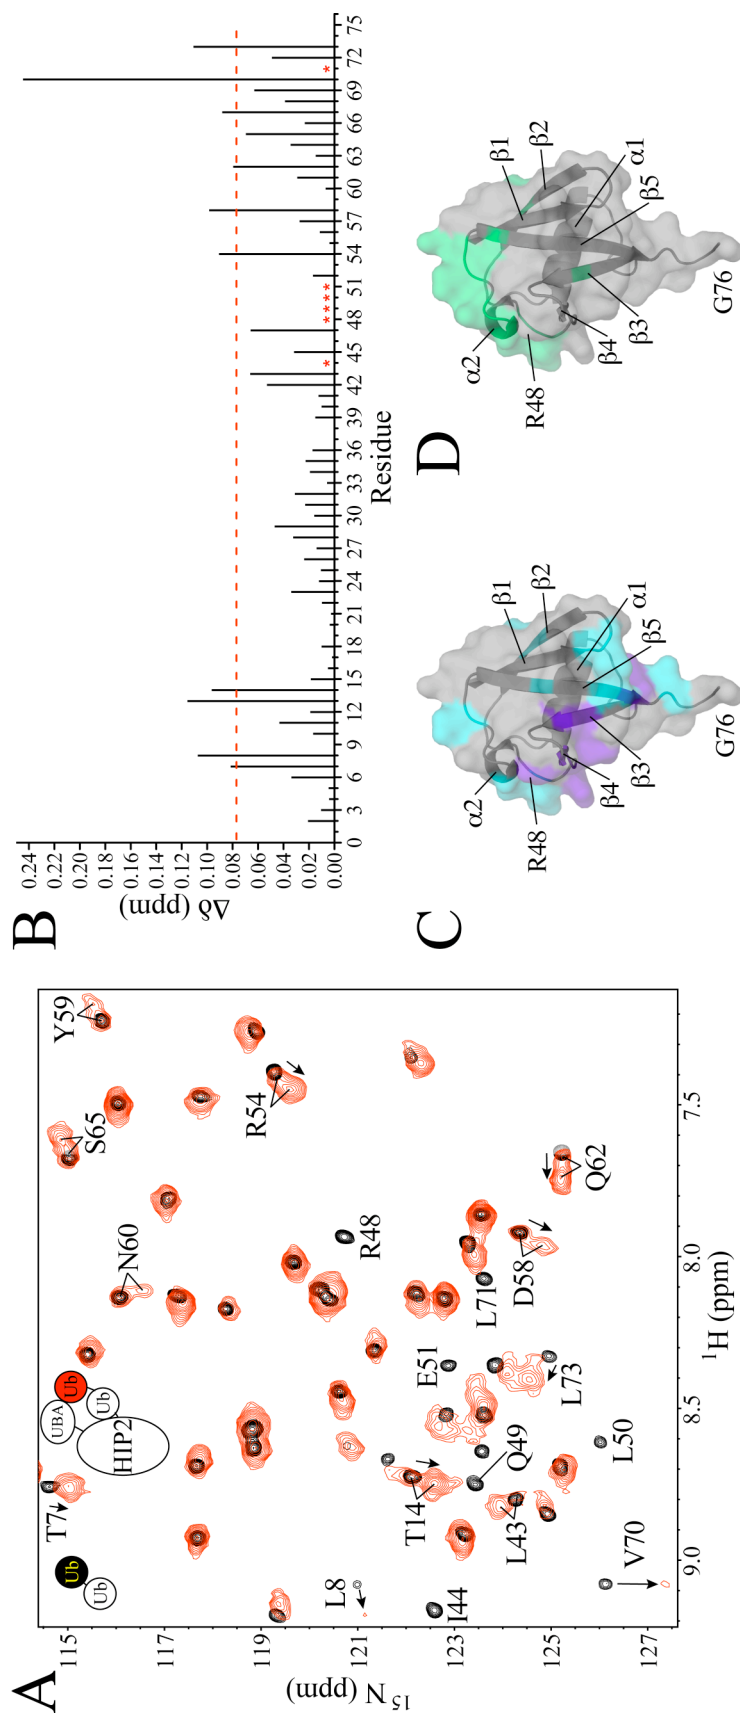 A
Ub
Ub
UBA
Ub
Ub
HIP2
T7
N60
S65
Y59
L8
I44
R48
R54
T14
Q49
E51
L71
D58
Q62
L43
L73
V70
L50
115
117
119
121
123
125
127
¹⁵N (ppm)
9.0
8.5
8.0
7.5
¹H (ppm)
B
0.24
0.22
0.20
0.18
0.16
0.14
0.12
0.10
0.08
0.06
0.04
0.02
0.00
Δδ (ppm)
* **** *
0 3 6 9 12 15 18 21 24 27 30 33 36 39 42 45 48 51 54 57 60 63 66 69 72 75
Residue
C
α2
R48
β4
β3
G76
β1
β2
α1
β5
D
α2
R48
β4
β3
G76
β1
β2
α1
β5